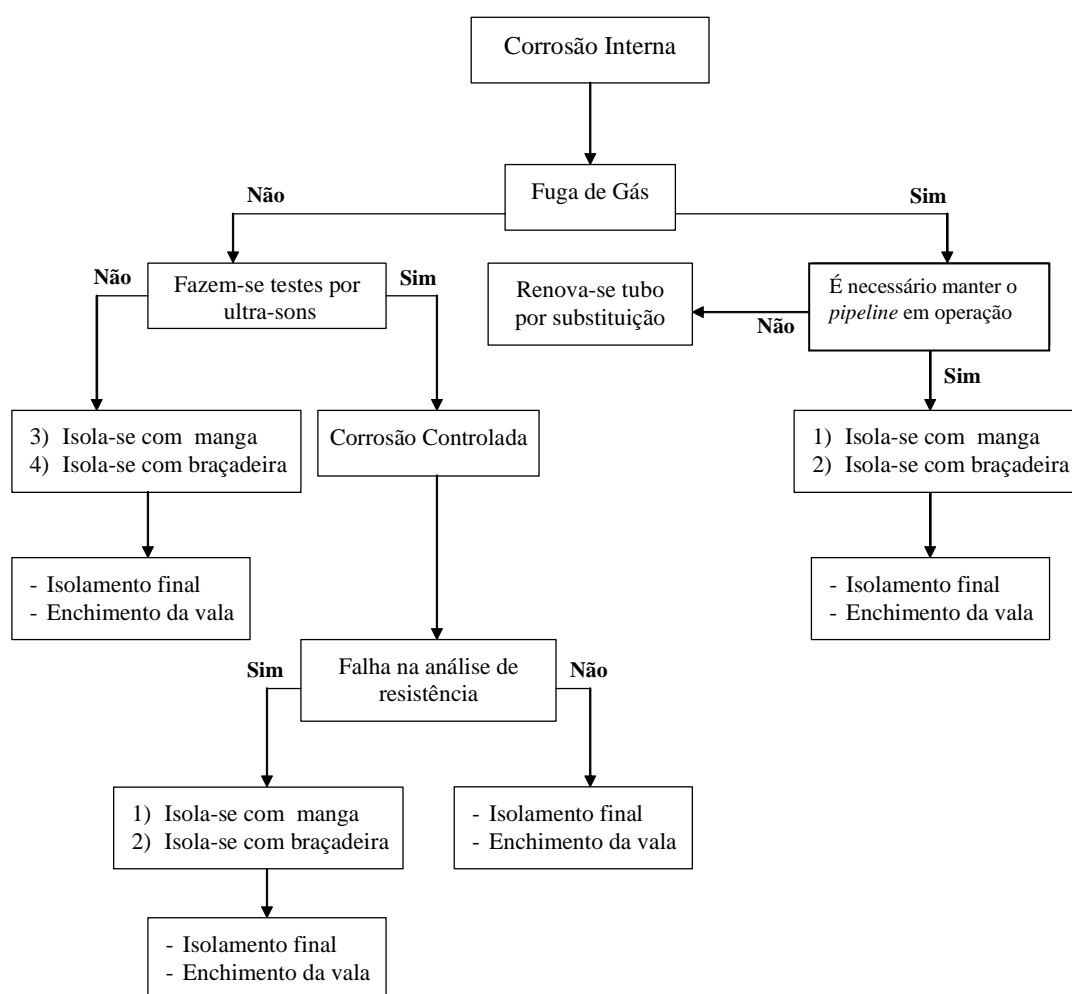 Corrosão Interna
Fuga de Gás
Não
Sim
Fazem-se testes por
ultra-sons
Não
Sim
Renova-se tubo
por substituição
É necessário manter o
pipeline em operação
Não
Sim
3) Isola-se com manga
4) Isola-se com braçadeira
Corrosão Controlada
1) Isola-se com manga
2) Isola-se com braçadeira
- Isolamento final
- Enchimento da vala
- Isolamento final
- Enchimento da vala
Falha na análise de
resistência
Sim
Não
1) Isola-se com manga
2) Isola-se com braçadeira
- Isolamento final
- Enchimento da vala
- Isolamento final
- Enchimento da vala